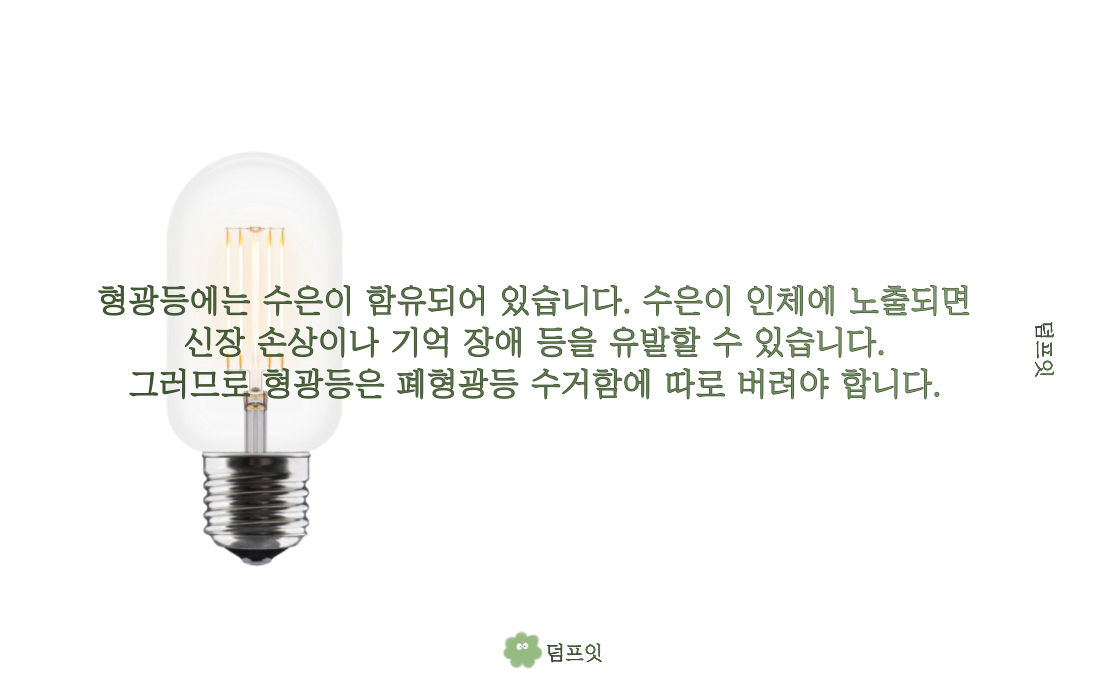 형광등에는 수은이 함유되어 있습니다. 수은이 인체에 노출되면
신장 손상이나 기억 장애 등을 유발할 수 있습니다.
그러므로 형광등은 폐형광등 수거함에 따로 버려야 합니다.
덤프잇
덤프잇